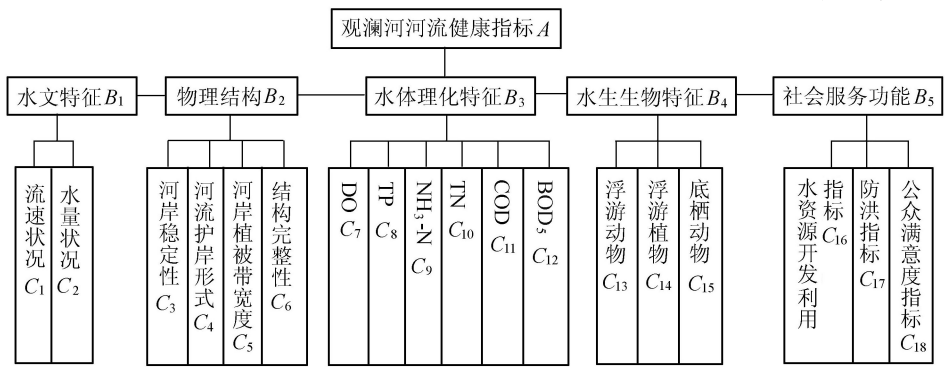 观澜河河流健康指标A
水文特征B1
物理结构B2
水体理化特征B3
水生生物特征B4
社会服务功能B5
流速状况C1
水量状况C2
河岸稳定性C3
河流护岸形式C4
河岸植被带宽度C5
结构完整性C6
DO C7
TP C8
NH3-N C9
TN C10
COD C11
BOD5 C12
浮游动物C13
浮游植物C14
底栖动物C15
水资源开发利用
指标C16
防洪指标C17
公众满意度指标C18